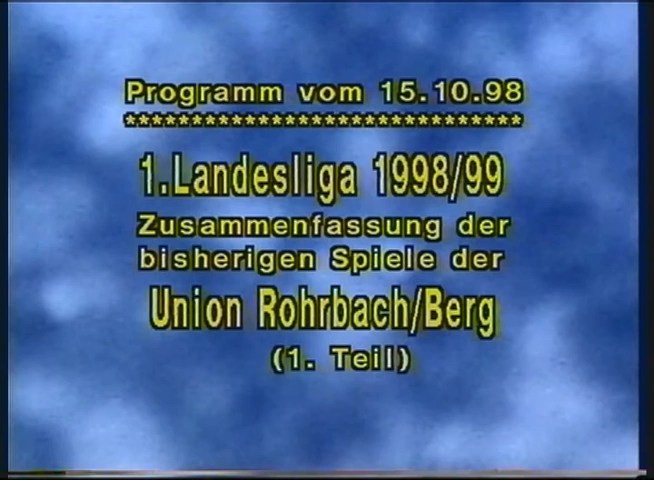 Programm vom 15.10.98
******************************
1.Landesliga 1998/99
Zusammenfassung der
bisherigen Spiele der
Union Rohrbach/Berg
(1. Teil)